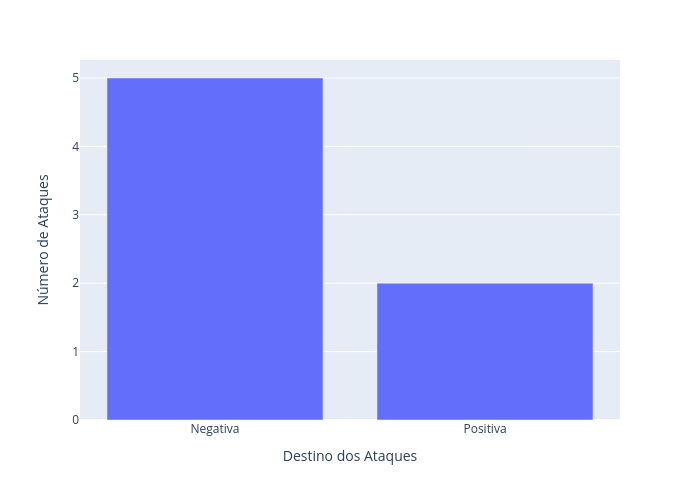 5
4
3
2
1
0
Número de Ataques
Negativa
Positiva
Destino dos Ataques